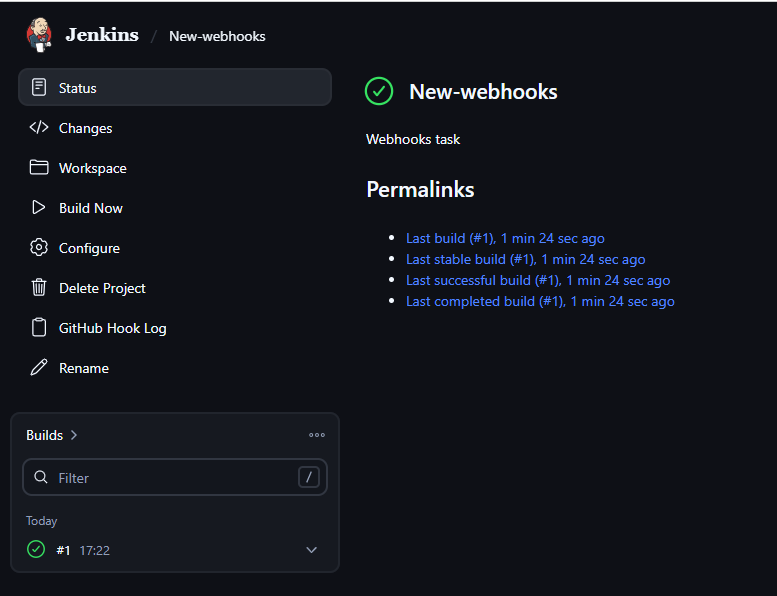 Jenkins / New-webhooks
Status
Changes
Workspace
Build Now
Configure
Delete Project
GitHub Hook Log
Rename
Builds
Filter /
Today
#1 17:22
New-webhooks
Webhooks task
Permalinks
Last build (#1), 1 min 24 sec ago
Last stable build (#1), 1 min 24 sec ago
Last successful build (#1), 1 min 24 sec ago
Last completed build (#1), 1 min 24 sec ago